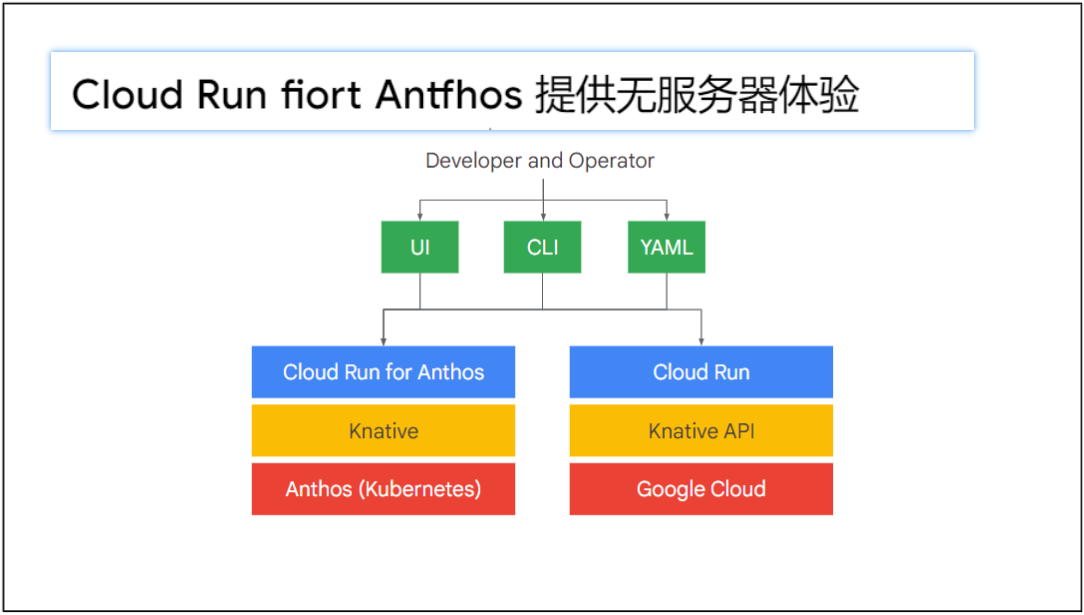 Cloud Run fiort Antfhos 提供无服务器体验
Developer and Operator
UI CLI YAML
Cloud Run for Anthos Cloud Run
Knative Knative API
Anthos (Kubernetes) Google Cloud